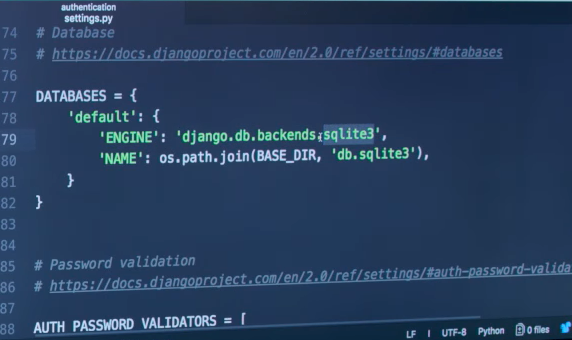 authentication
settings.py
74 # Database
75 # https://docs.djangoproject.com/en/2.0/ref/settings/#databases
76
77 DATABASES = {
78 'default': {
79 'ENGINE': 'django.db.backends.sqlite3',
80 'NAME': os.path.join(BASE_DIR, 'db.sqlite3'),
81 }
82 }
83
84
85 # Password validation
86 # https://docs.djangoproject.com/en/2.0/ref/settings/#auth-password-valida
87
88 AUTH_PASSWORD_VALIDATORS = [
LF UTF-8 Python 0 files